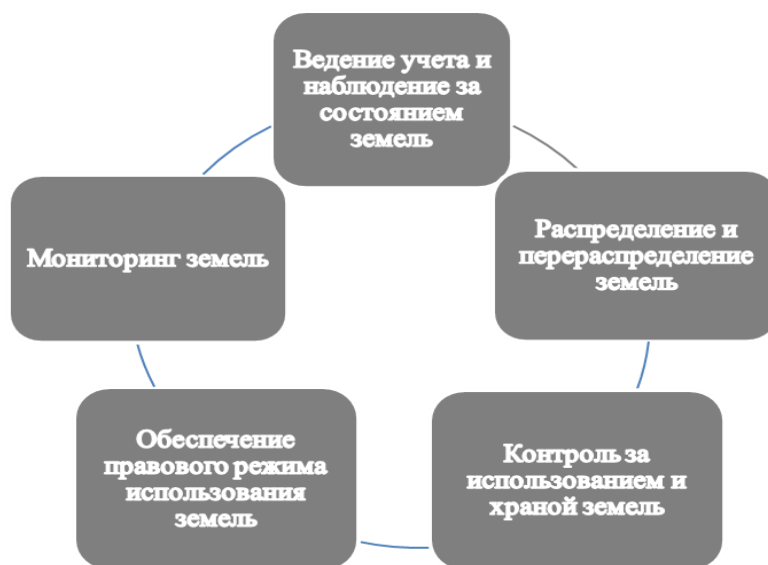 Ведение учета и
наблюдение за
состоянием
земель
Распределение и
перераспределение
земель
Контроль за
использованием и
храной земель
Обеспечение
правового режима
использования
земель
Мониторинг земель